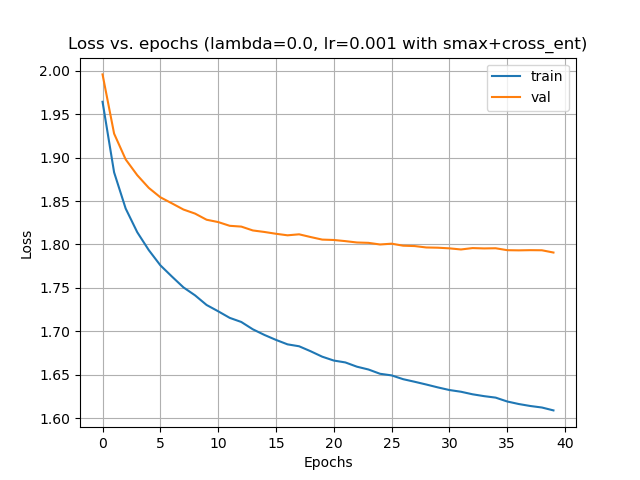 Loss vs. epochs (lambda=0.0, lr=0.001 with smax+cross_ent)
train
val
2.00
1.95
1.90
1.85
1.80
1.75
1.70
1.65
1.60
Loss
0 5 10 15 20 25 30 35 40
Epochs